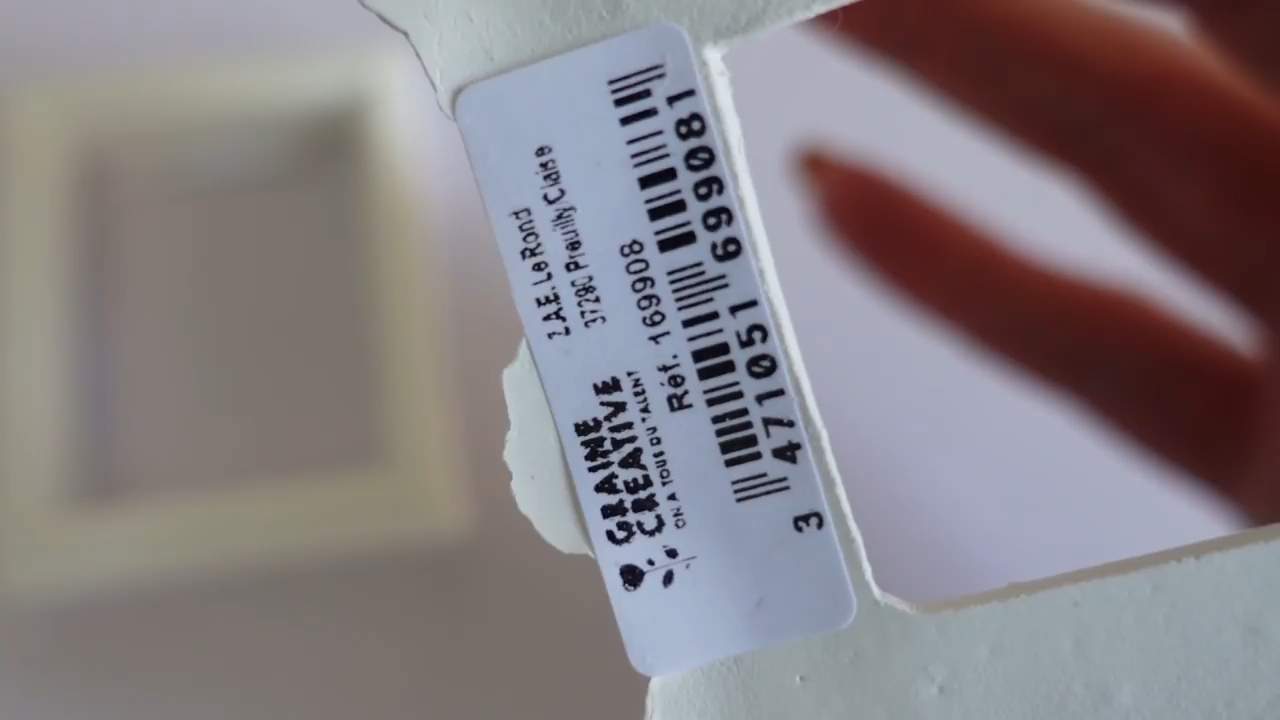 GRAINE
CREATIVE
ON A TOUS DU TALENT
Z.A.E. Le Rond
37290 Preuilly/Claise
Réf. 169908
3 471051 699081